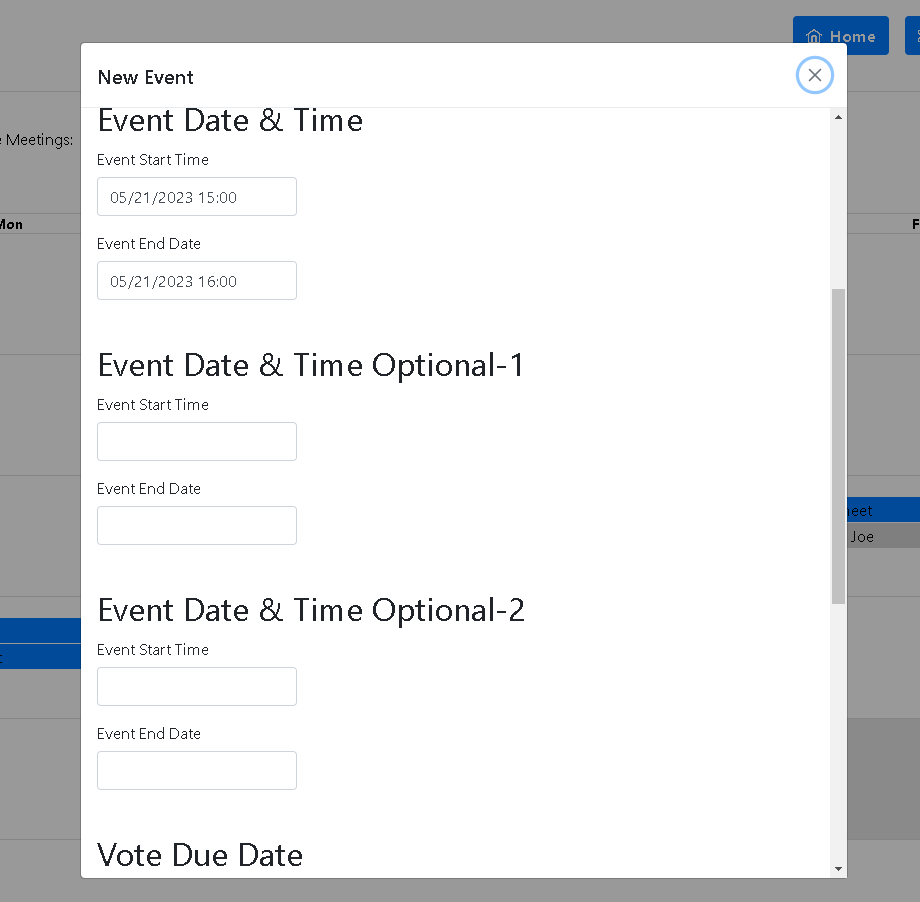 Home
New Event
Event Date & Time
Meetings:
Event Start Time
05/21/2023 15:00
Mon
F
Event End Date
05/21/2023 16:00
Event Date & Time Optional-1
Event Start Time
Event End Date
Joe
Event Date & Time Optional-2
Event Start Time
Event End Date
Vote Due Date